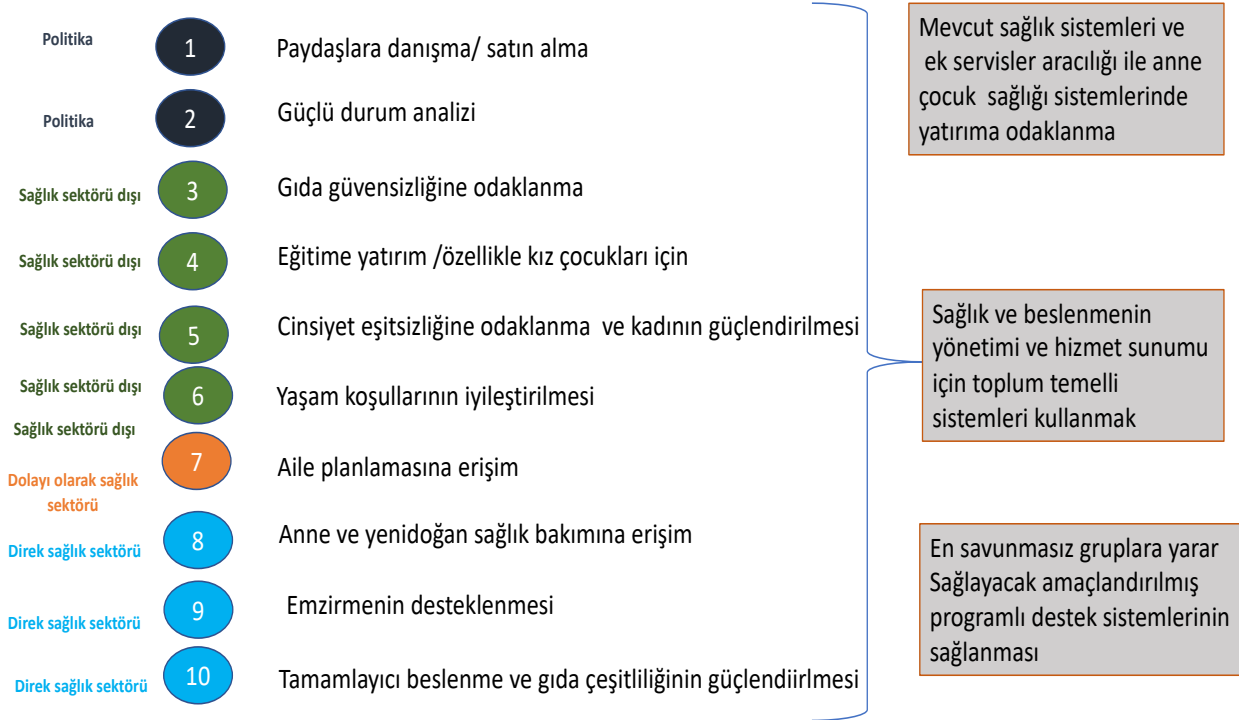 Politika
1
Paydaşlara danışma/ satın alma
Politika
2
Güçlü durum analizi
Sağlık sektörü dışı
3
Gıda güvensizliğine odaklanma
Sağlık sektörü dışı
4
Eğitime yatırım /özellikle kız çocukları için
Sağlık sektörü dışı
5
Cinsiyet eşitsizliğine odaklanma ve kadının güçlendirilmesi
Sağlık sektörü dışı
6
Yaşam koşullarının iyileştirilmesi
Sağlık sektörü dışı
7
Aile planlamasına erişim
Dolayı olarak sağlık
sektörü
8
Anne ve yenidoğan sağlık bakımına erişim
Direk sağlık sektörü
9
Emzirmenin desteklenmesi
Direk sağlık sektörü
10
Tamamlayıcı beslenme ve gıda çeşitliliğinin güçlendiirlmesi
Direk sağlık sektörü
Mevcut sağlık sistemleri ve
ek servisler aracılığı ile anne
çocuk sağlığı sistemlerinde
yatırıma odaklanma
Sağlık ve beslenmenin
yönetimi ve hizmet sunumu
için toplum temelli
sistemleri kullanmak
En savunmasız gruplara yarar
Sağlayacak amaçlandırılmış
programlı destek sistemlerinin
sağlanması